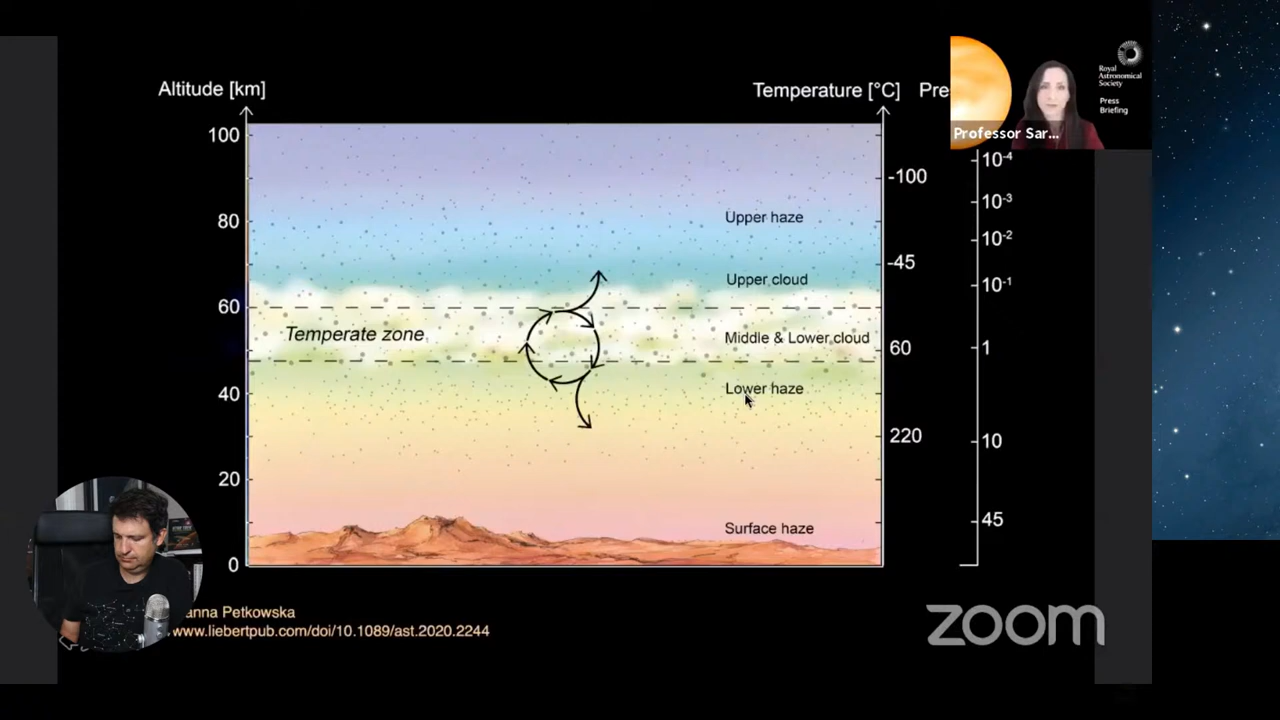 Altitude [km]
Temperature [°C]
Pre
Royal
Astronomical
Society
Press
Briefing
Professor Sar...
100
80
60
40
20
0
-100
-45
60
220
10-4
10-3
10-2
10-1
1
10
45
Upper haze
Upper cloud
Temperate zone
Middle & Lower cloud
Lower haze
Surface haze
anna Petkowska
www.liebertpub.com/doi/10.1089/ast.2020.2244
zoom